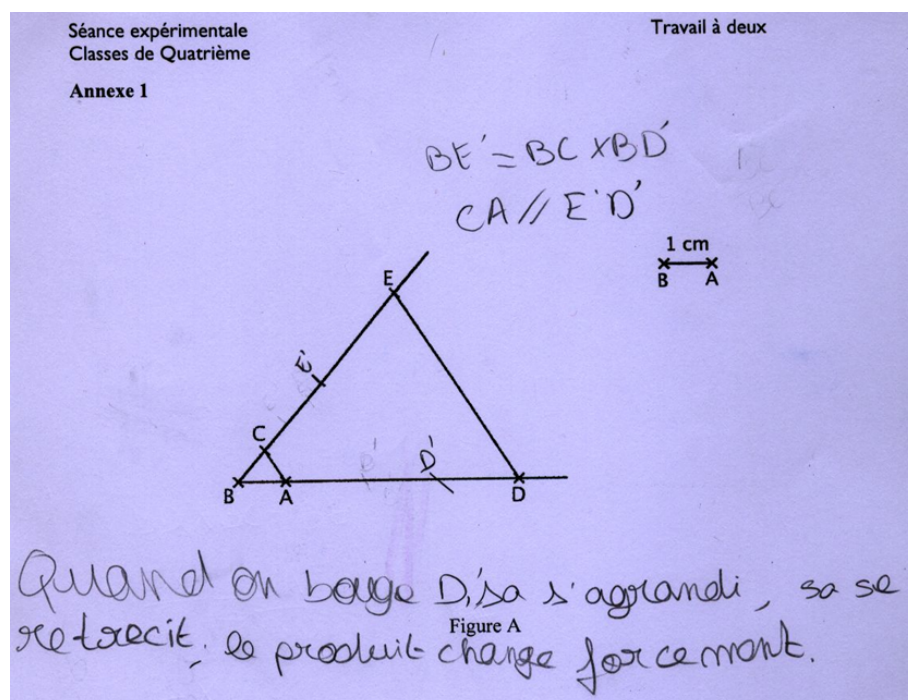 Séance expérimentale
Travail à deux
Classes de Quatrième
Annexe 1
BE' = BC X BD'
CA // E'D'
1 cm
B A
E
E'
C
D'
B A D
Quand on bouge D', sa s'agrandi, sa se
Figure A
retrecit, le produit change forcement.